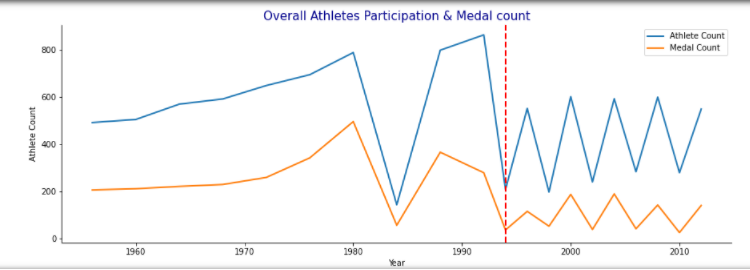 Overall Athletes Participation & Medal count
Athlete Count
Medal Count
Athlete Count
800
600
400
200
0
1960 1970 1980 1990 2000 2010
Year